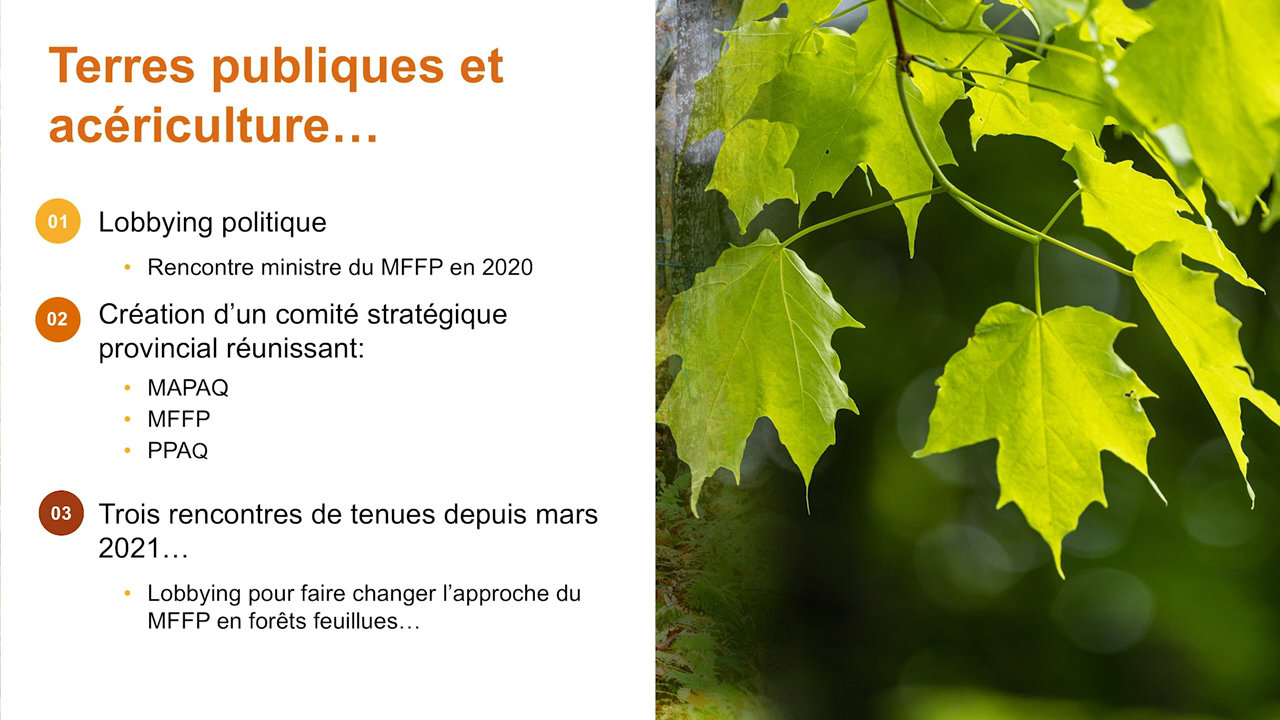 Terres publiques et
acériculture…
01 Lobbying politique
• Rencontre ministre du MFFP en 2020
02 Création d’un comité stratégique
provincial réunissant:
• MAPAQ
• MFFP
• PPAQ
03 Trois rencontres de tenues depuis mars
2021…
• Lobbying pour faire changer l’approche du
MFFP en forêts feuillues…